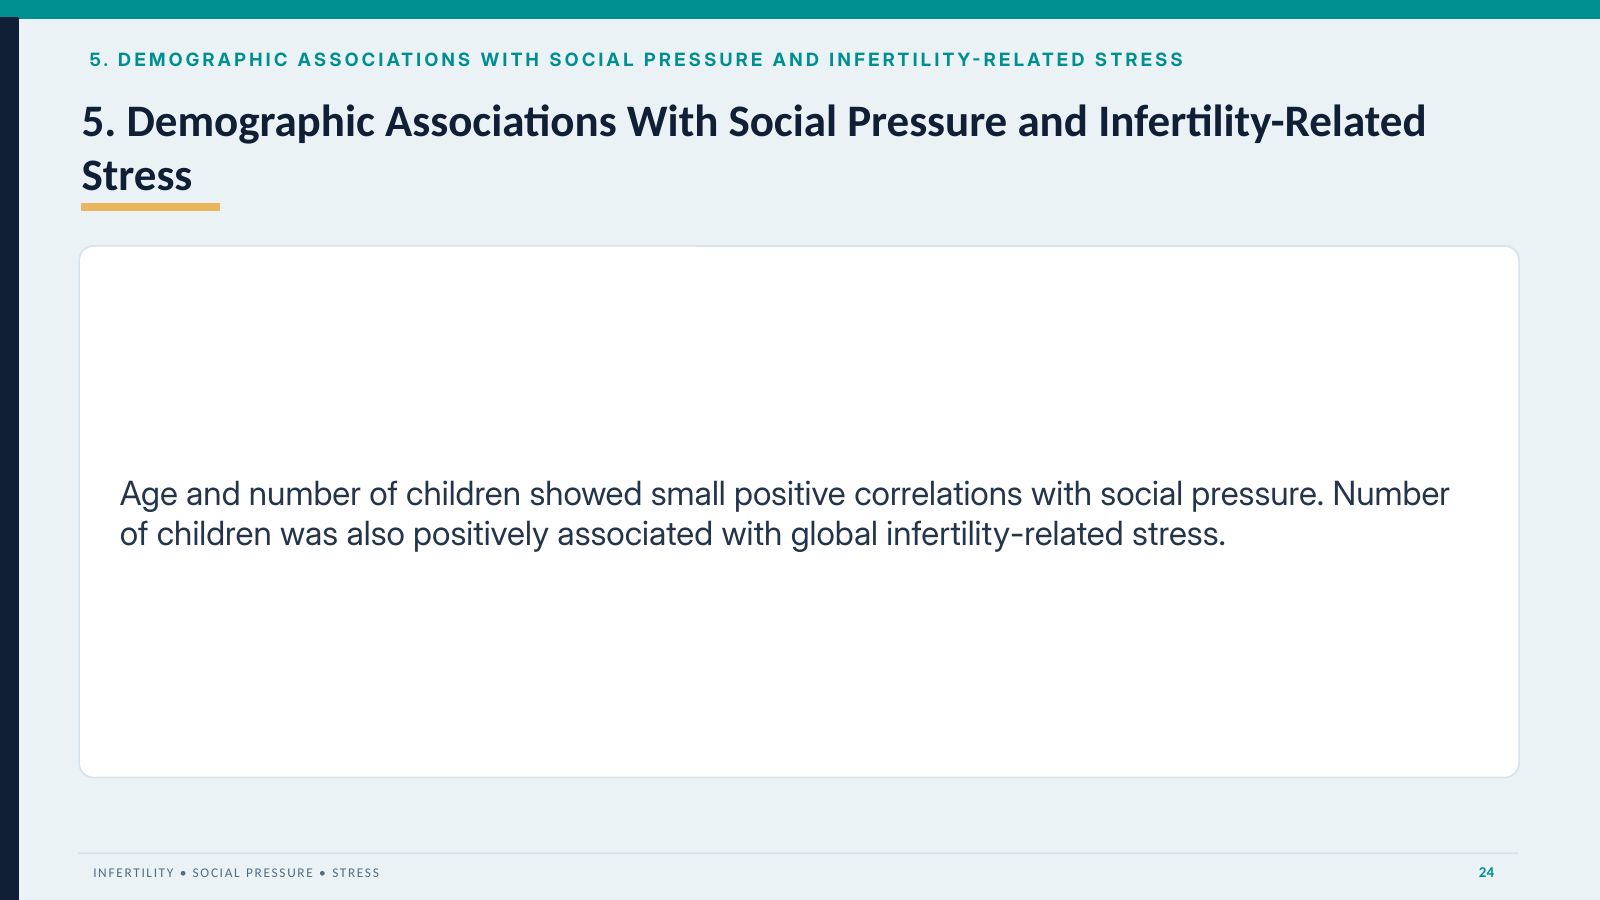 5. DEMOGRAPHIC ASSOCIATIONS WITH SOCIAL PRESSURE AND INFERTILITY-RELATED STRESS
5. Demographic Associations With Social Pressure and Infertility-Related
Stress
Age and number of children showed small positive correlations with social pressure. Number
of children was also positively associated with global infertility-related stress.
INFERTILITY • SOCIAL PRESSURE • STRESS
24